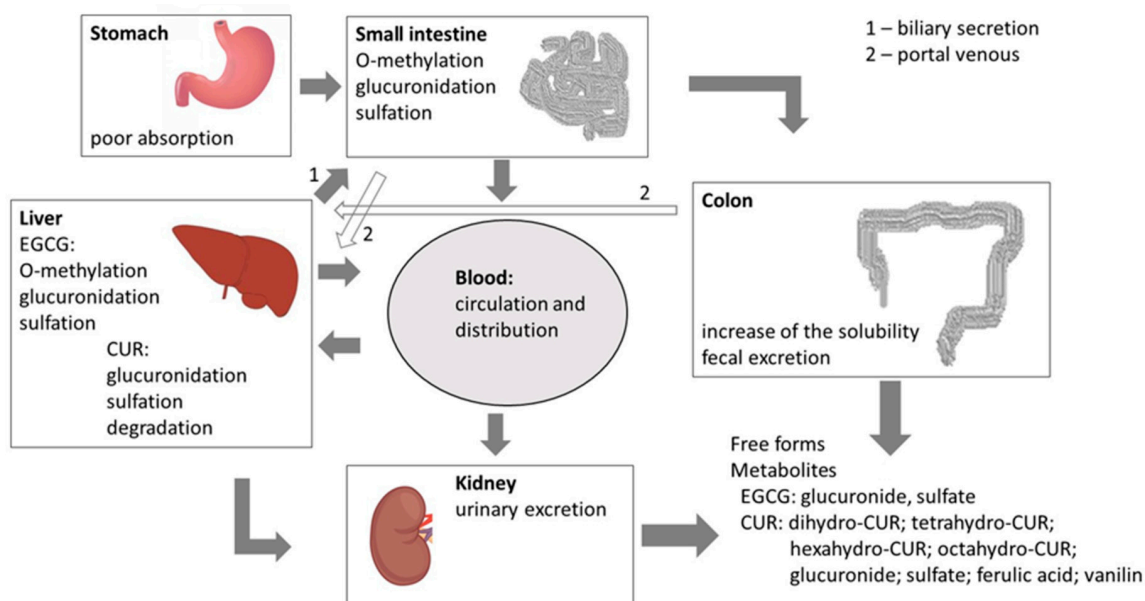 Stomach
poor absorption
Small intestine
O-methylation
glucuronidation
sulfation
1 – biliary secretion
2 – portal venous
1
2
2
Liver
EGCG:
O-methylation
glucuronidation
sulfation
CUR:
glucuronidation
sulfation
degradation
Blood:
circulation and
distribution
Colon
increase of the solubility
fecal excretion
Kidney
urinary excretion
Free forms
Metabolites
EGCG: glucuronide, sulfate
CUR: dihydro-CUR; tetrahydro-CUR;
hexahydro-CUR; octahydro-CUR;
glucuronide; sulfate; ferulic acid; vanilin